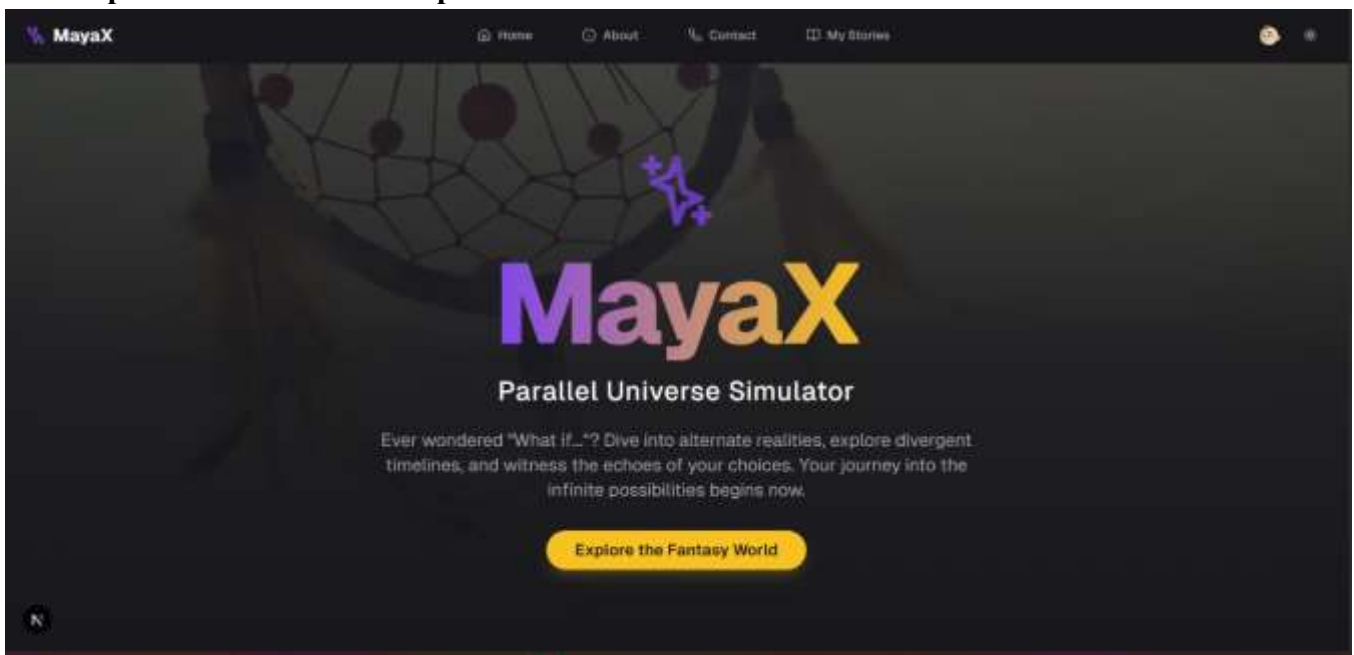 MayaX
Home
About
Contact
My Stories
MayaX
Parallel Universe Simulator
Ever wondered "What if..."? Dive into alternate realities, explore divergent
timelines, and witness the echoes of your choices. Your journey into the
infinite possibilities begins now.
Explore the Fantasy World
N